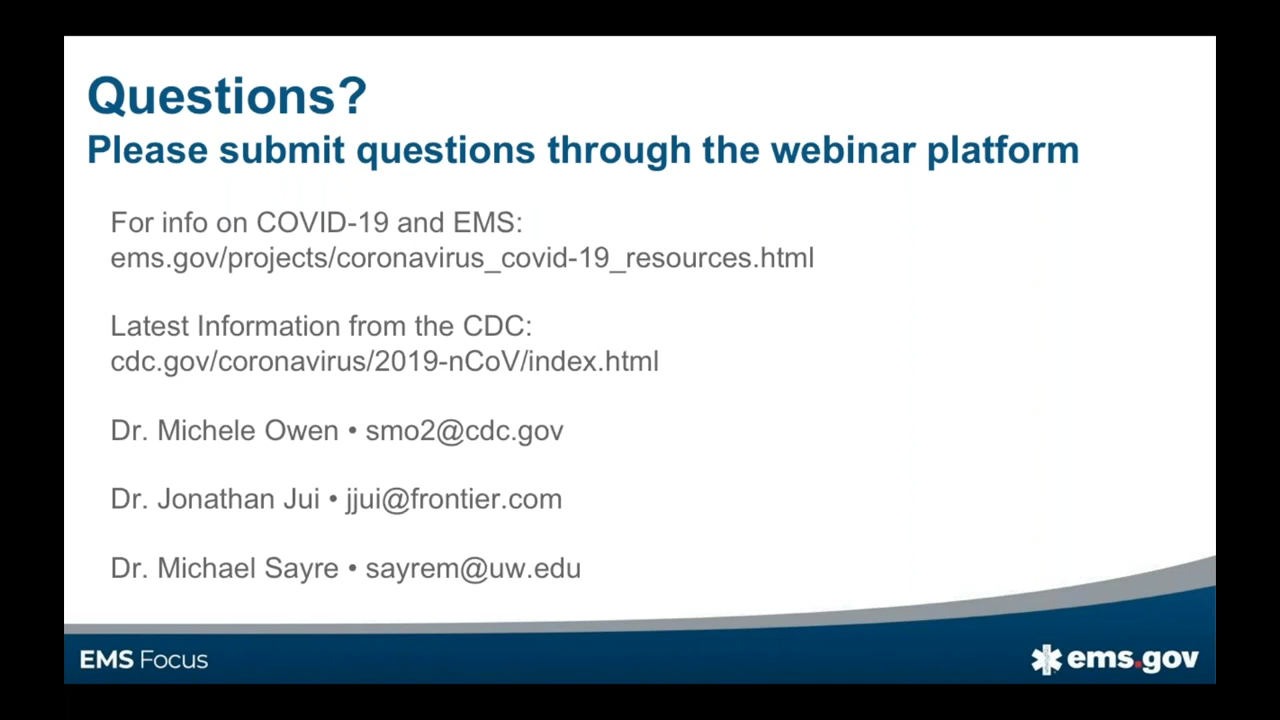 Questions?
Please submit questions through the webinar platform
For info on COVID-19 and EMS:
ems.gov/projects/coronavirus_covid-19_resources.html
Latest Information from the CDC:
cdc.gov/coronavirus/2019-nCoV/index.html
Dr. Michele Owen • smo2@cdc.gov
Dr. Jonathan Jui • jjui@frontier.com
Dr. Michael Sayre • sayrem@uw.edu
EMS Focus
ems.gov